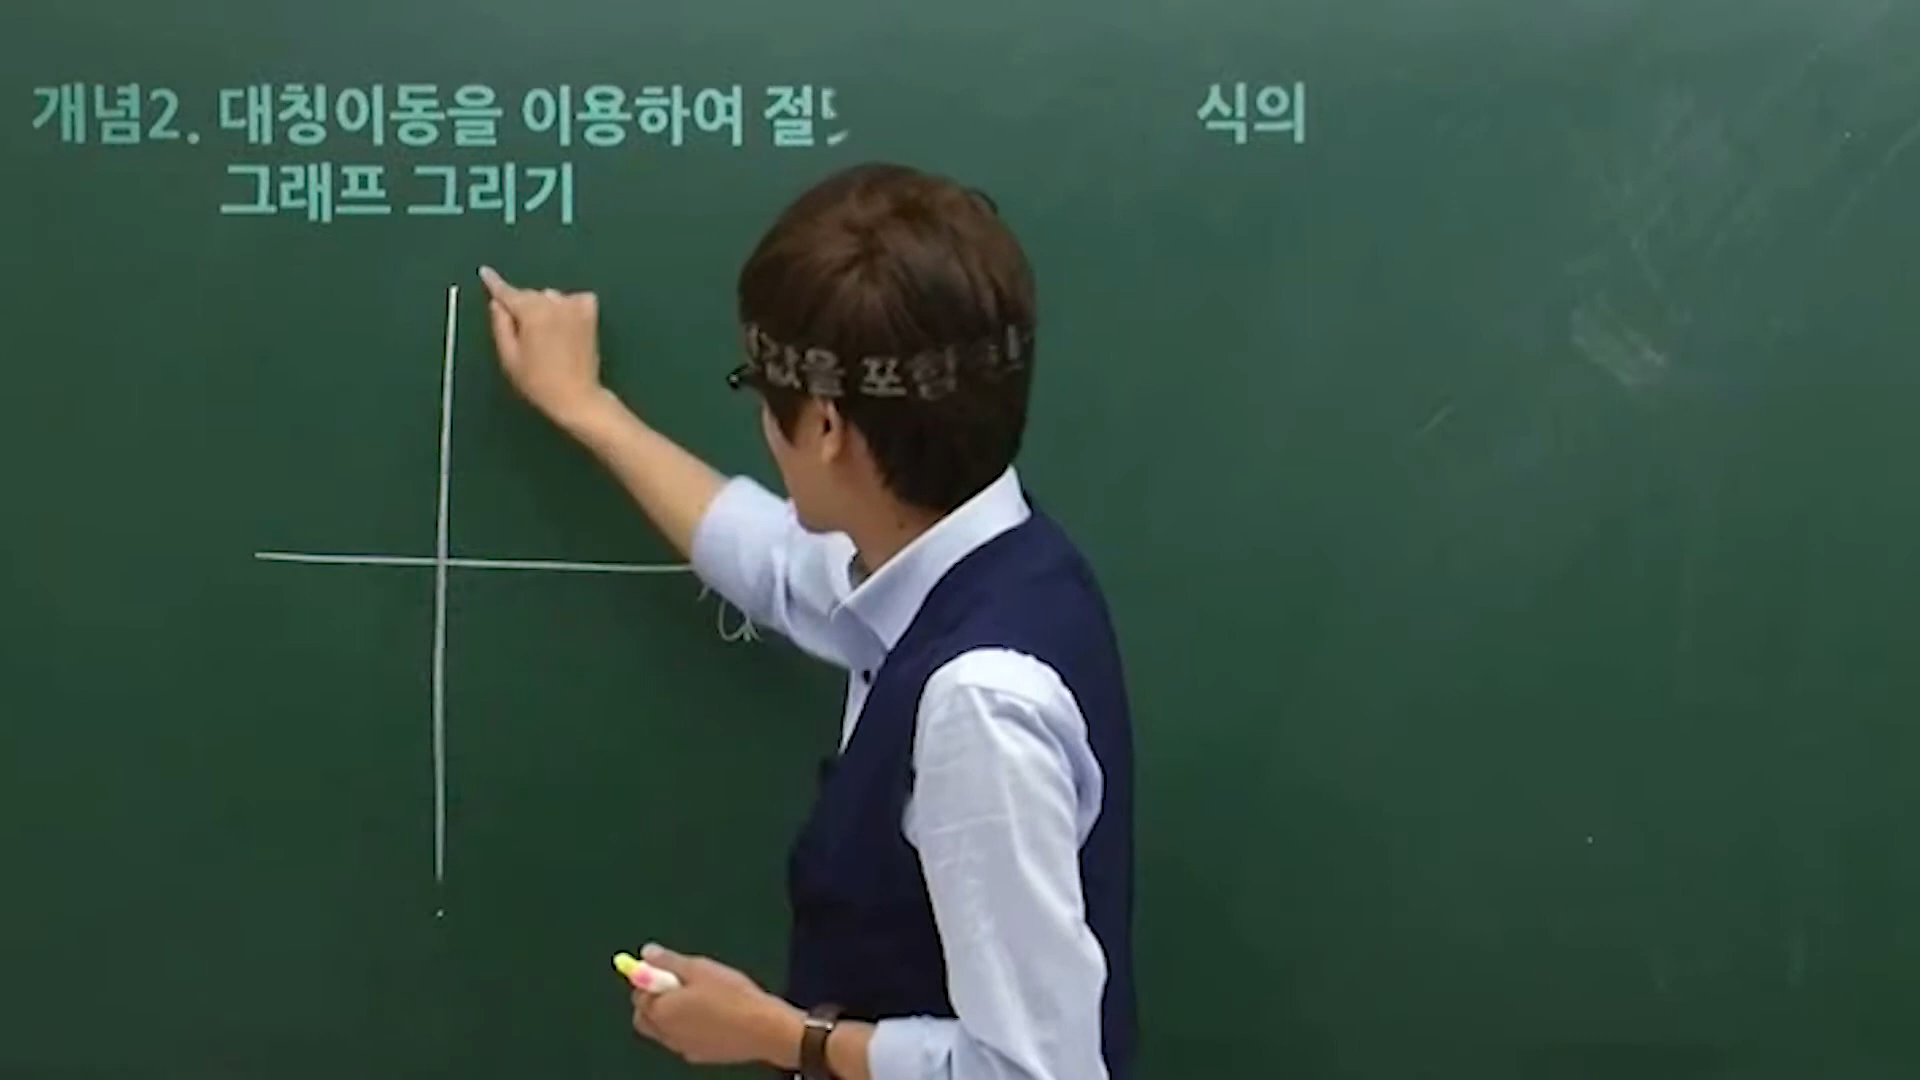 개념2. 대칭이동을 이용하여 절 값을 포함 식의
그래프 그리기